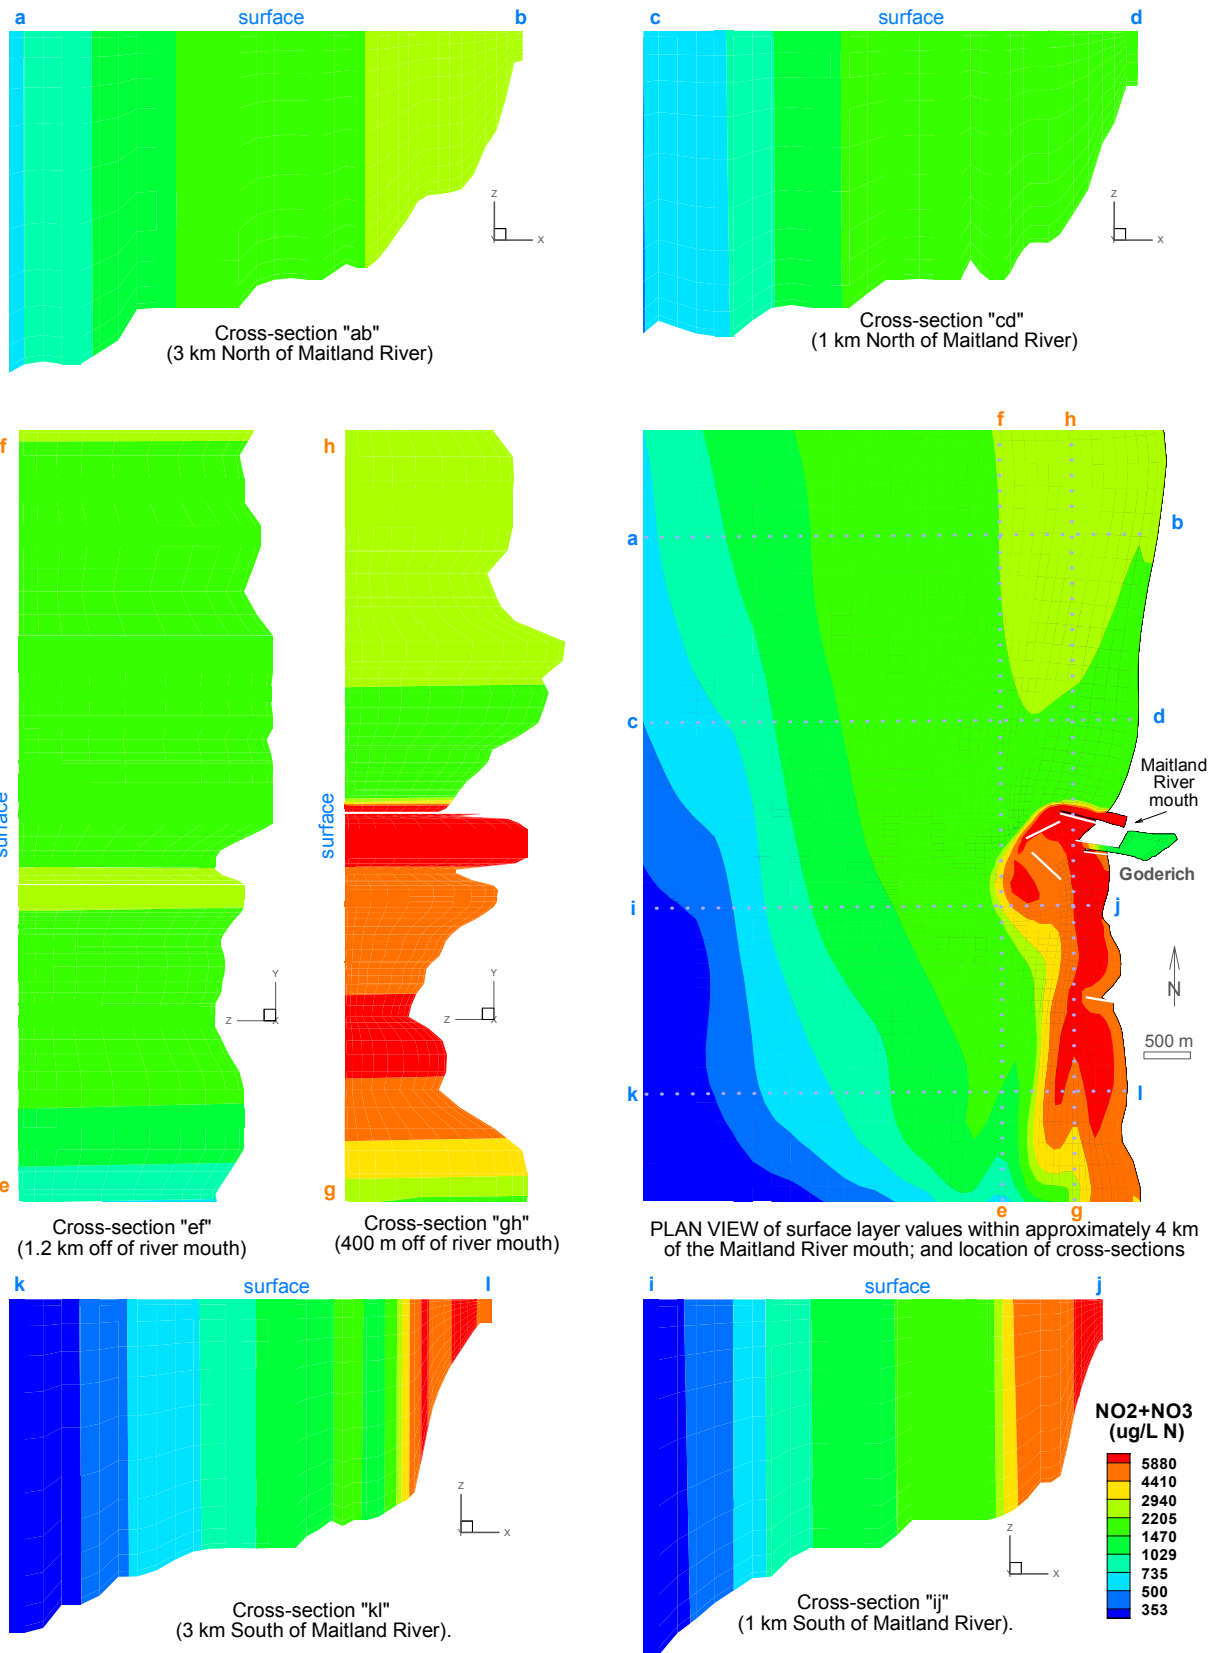 a surface b
c surface d
Z
X
Z
X
Cross-section "ab"
(3 km North of Maitland River)
Cross-section "cd"
(1 km North of Maitland River)
f
h
f h
a
b
c
d
Maitland
River
mouth
surface
surface
Goderich
i
j
N
500 m
Y
Z X
Y
Z X
k
l
e
g
e g
Cross-section "ef"
(1.2 km off of river mouth)
Cross-section "gh"
(400 m off of river mouth)
PLAN VIEW of surface layer values within approximately 4 km
of the Maitland River mouth; and location of cross-sections
k surface l
i surface j
NO2+NO3
(ug/L N)
5880
4410
2940
2205
1470
1029
735
500
353
Z
Y X
Z
Y X
Cross-section "kl"
(3 km South of Maitland River).
Cross-section "ij"
(1 km South of Maitland River).